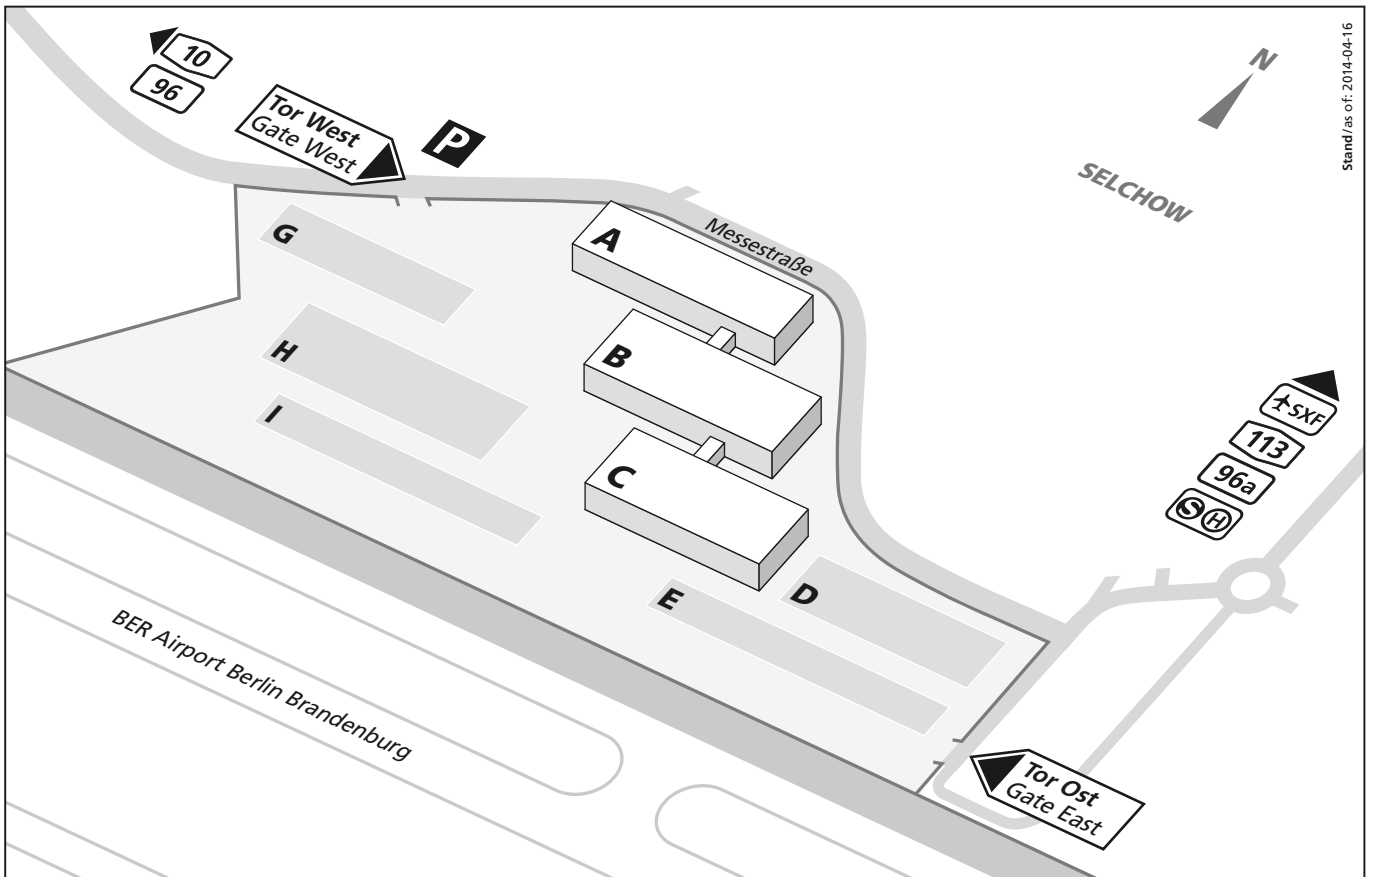 10
96
Tor West
Gate West
P
N
Stand/as of: 2014-04-16
SELCHOW
Messestraße
A
B
C
G
H
I
E
D
SXF
113
96a
S H
BER Airport Berlin Brandenburg
Tor Ost
Gate East